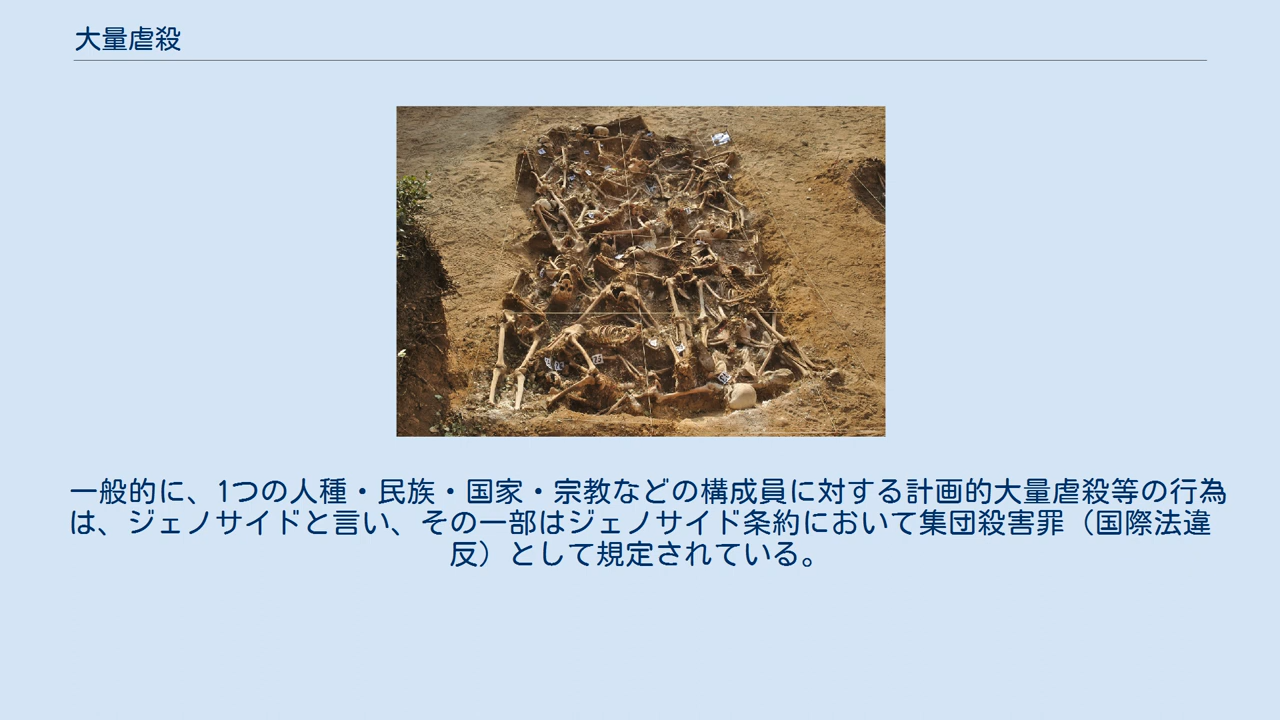 大量虐殺
一般的に、1つの人種・民族・国家・宗教などの構成員に対する計画的大量虐殺等の行為
は、ジェノサイドと言い、その一部はジェノサイド条約において集団殺害罪（国際法違
反）として規定されている。